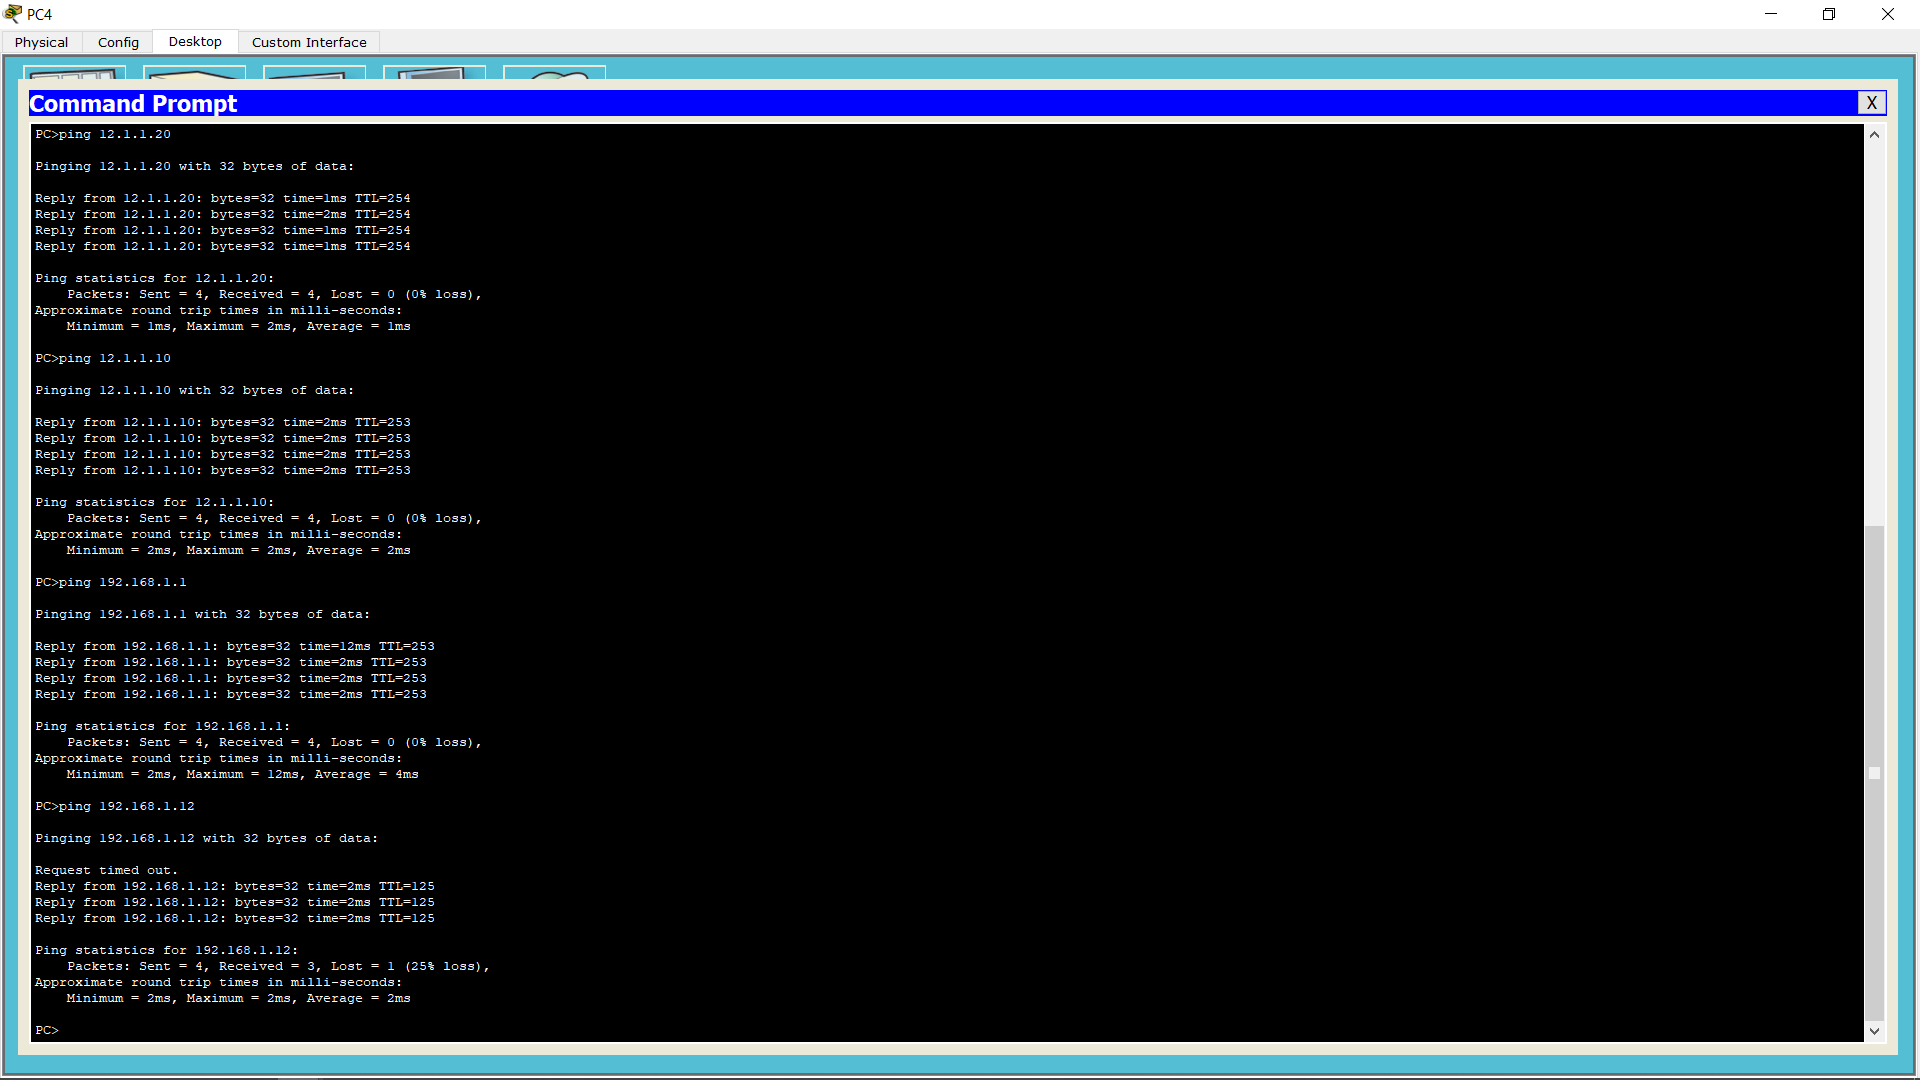 PC4
Physical Config Desktop Custom Interface
Command Prompt X
PC>ping 12.1.1.20
Pinging 12.1.1.20 with 32 bytes of data:
Reply from 12.1.1.20: bytes=32 time=1ms TTL=254
Reply from 12.1.1.20: bytes=32 time=2ms TTL=254
Reply from 12.1.1.20: bytes=32 time=1ms TTL=254
Reply from 12.1.1.20: bytes=32 time=1ms TTL=254
Ping statistics for 12.1.1.20:
Packets: Sent = 4, Received = 4, Lost = 0 (0% loss),
Approximate round trip times in milli-seconds:
Minimum = 1ms, Maximum = 2ms, Average = 1ms
PC>ping 12.1.1.10
Pinging 12.1.1.10 with 32 bytes of data:
Reply from 12.1.1.10: bytes=32 time=2ms TTL=253
Reply from 12.1.1.10: bytes=32 time=2ms TTL=253
Reply from 12.1.1.10: bytes=32 time=2ms TTL=253
Reply from 12.1.1.10: bytes=32 time=2ms TTL=253
Ping statistics for 12.1.1.10:
Packets: Sent = 4, Received = 4, Lost = 0 (0% loss),
Approximate round trip times in milli-seconds:
Minimum = 2ms, Maximum = 2ms, Average = 2ms
PC>ping 192.168.1.1
Pinging 192.168.1.1 with 32 bytes of data:
Reply from 192.168.1.1: bytes=32 time=12ms TTL=253
Reply from 192.168.1.1: bytes=32 time=2ms TTL=253
Reply from 192.168.1.1: bytes=32 time=2ms TTL=253
Reply from 192.168.1.1: bytes=32 time=2ms TTL=253
Ping statistics for 192.168.1.1:
Packets: Sent = 4, Received = 4, Lost = 0 (0% loss),
Approximate round trip times in milli-seconds:
Minimum = 2ms, Maximum = 12ms, Average = 4ms
PC>ping 192.168.1.12
Pinging 192.168.1.12 with 32 bytes of data:
Request timed out.
Reply from 192.168.1.12: bytes=32 time=2ms TTL=125
Reply from 192.168.1.12: bytes=32 time=2ms TTL=125
Reply from 192.168.1.12: bytes=32 time=2ms TTL=125
Ping statistics for 192.168.1.12:
Packets: Sent = 4, Received = 3, Lost = 1 (25% loss),
Approximate round trip times in milli-seconds:
Minimum = 2ms, Maximum = 2ms, Average = 2ms
PC>